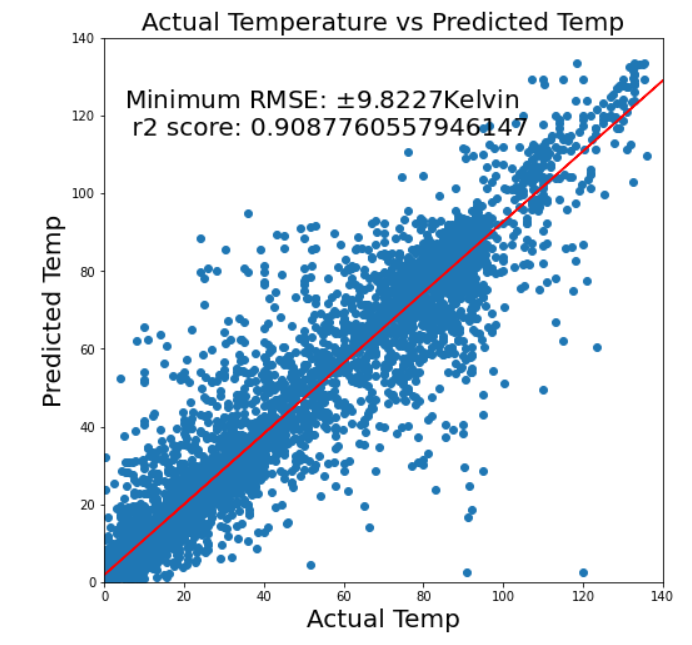 Actual Temperature vs Predicted Temp
140
120
100
80
60
40
20
0
Predicted Temp
Minimum RMSE: ±9.8227Kelvin
r2 score: 0.9087760557946147
0 20 40 60 80 100 120 140
Actual Temp